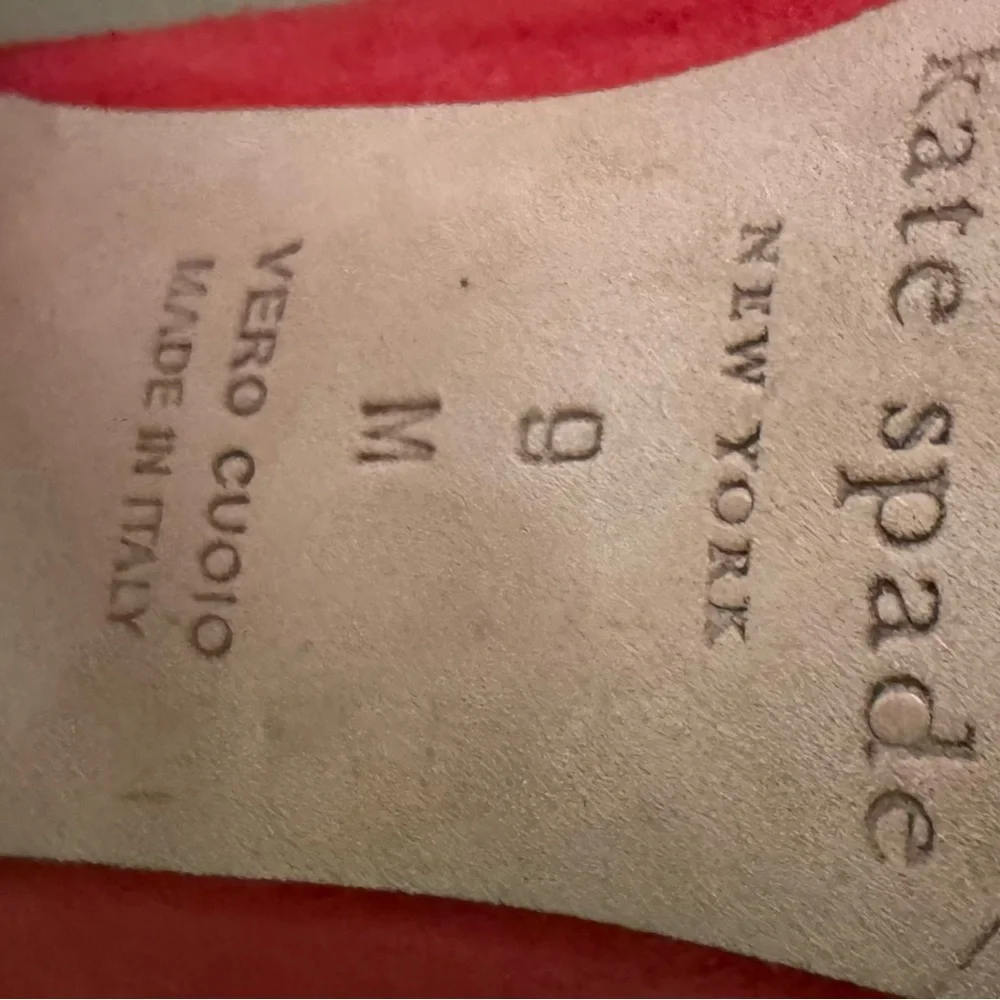 kate spade
NEW YORK
9
M
VERO CUOIO
MADE IN ITALY